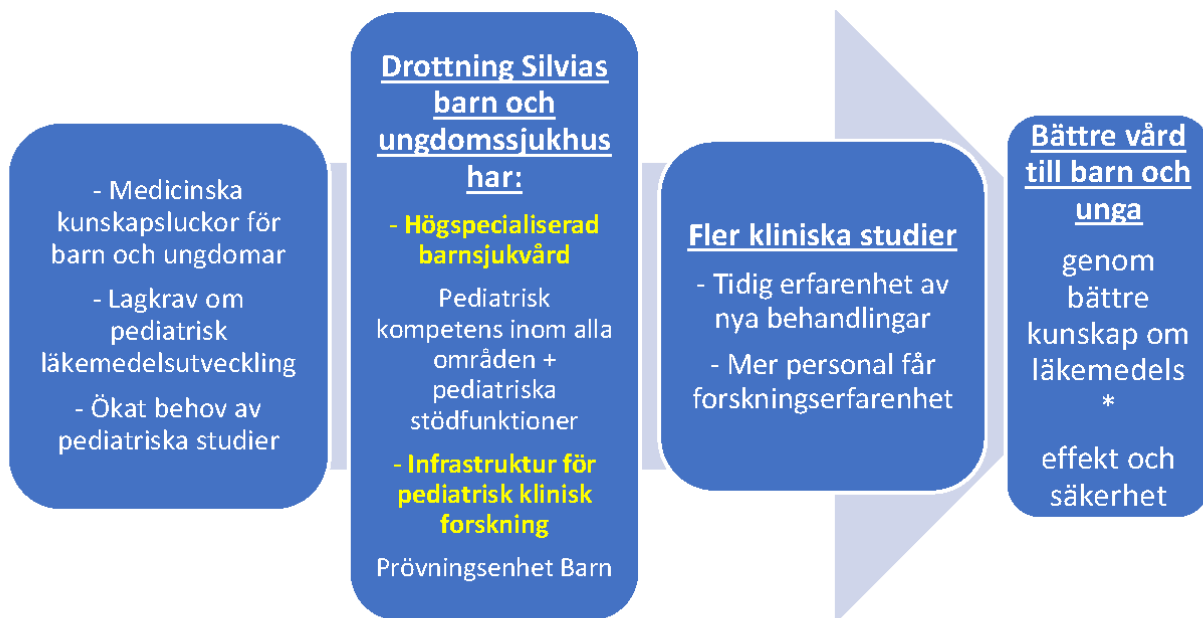 - Medicinska
kunskapsluckor för
barn och ungdomar
- Lagkrav om
pediatrisk
läkemedelsutveckling
- Ökat behov av
pediatriska studier
Drottning Silvias
barn och
ungdomssjukhus
har:
- Högspecialiserad
barnsjukvård
Pediatrisk
kompetens inom alla
områden +
pediatriska
stödfunktioner
- Infrastruktur för
pediatrisk klinisk
forskning
Prövningsenhet Barn
Fler kliniska studier
- Tidig erfarenhet av
nya behandlingar
- Mer personal får
forskningserfarenhet
Bättre vård
till barn och
unga
genom
bättre
kunskap om
läkemedels
*
effekt och
säkerhet